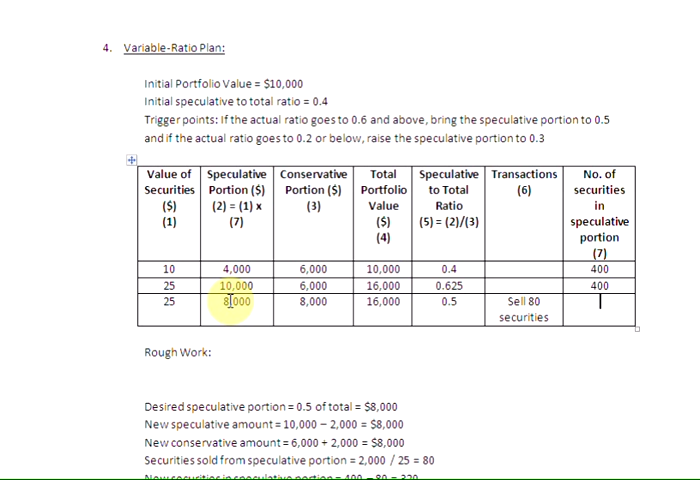 4. Variable-Ratio Plan:
Initial Portfolio Value = $10,000
Initial speculative to total ratio = 0.4
Trigger points: If the actual ratio goes to 0.6 and above, bring the speculative portion to 0.5
and if the actual ratio goes to 0.2 or below, raise the speculative portion to 0.3
Value of Securities ($) (1) Speculative Portion ($) (2) = (1) x (7) Conservative Portion ($) (3) Total Portfolio Value ($) (4) Speculative to Total Ratio (5) = (2)/(3) Transactions (6) No. of securities in speculative portion (7)
10 4,000 6,000 10,000 0.4 400
25 10,000 6,000 16,000 0.625 400
25 8,000 8,000 16,000 0.5 Sell 80 securities
Rough Work:
Desired speculative portion = 0.5 of total = $8,000
New speculative amount = 10,000 – 2,000 = $8,000
New conservative amount = 6,000 + 2,000 = $8,000
Securities sold from speculative portion = 2,000 / 25 = 80
New securities in speculative portion = 400 – 80 = 320